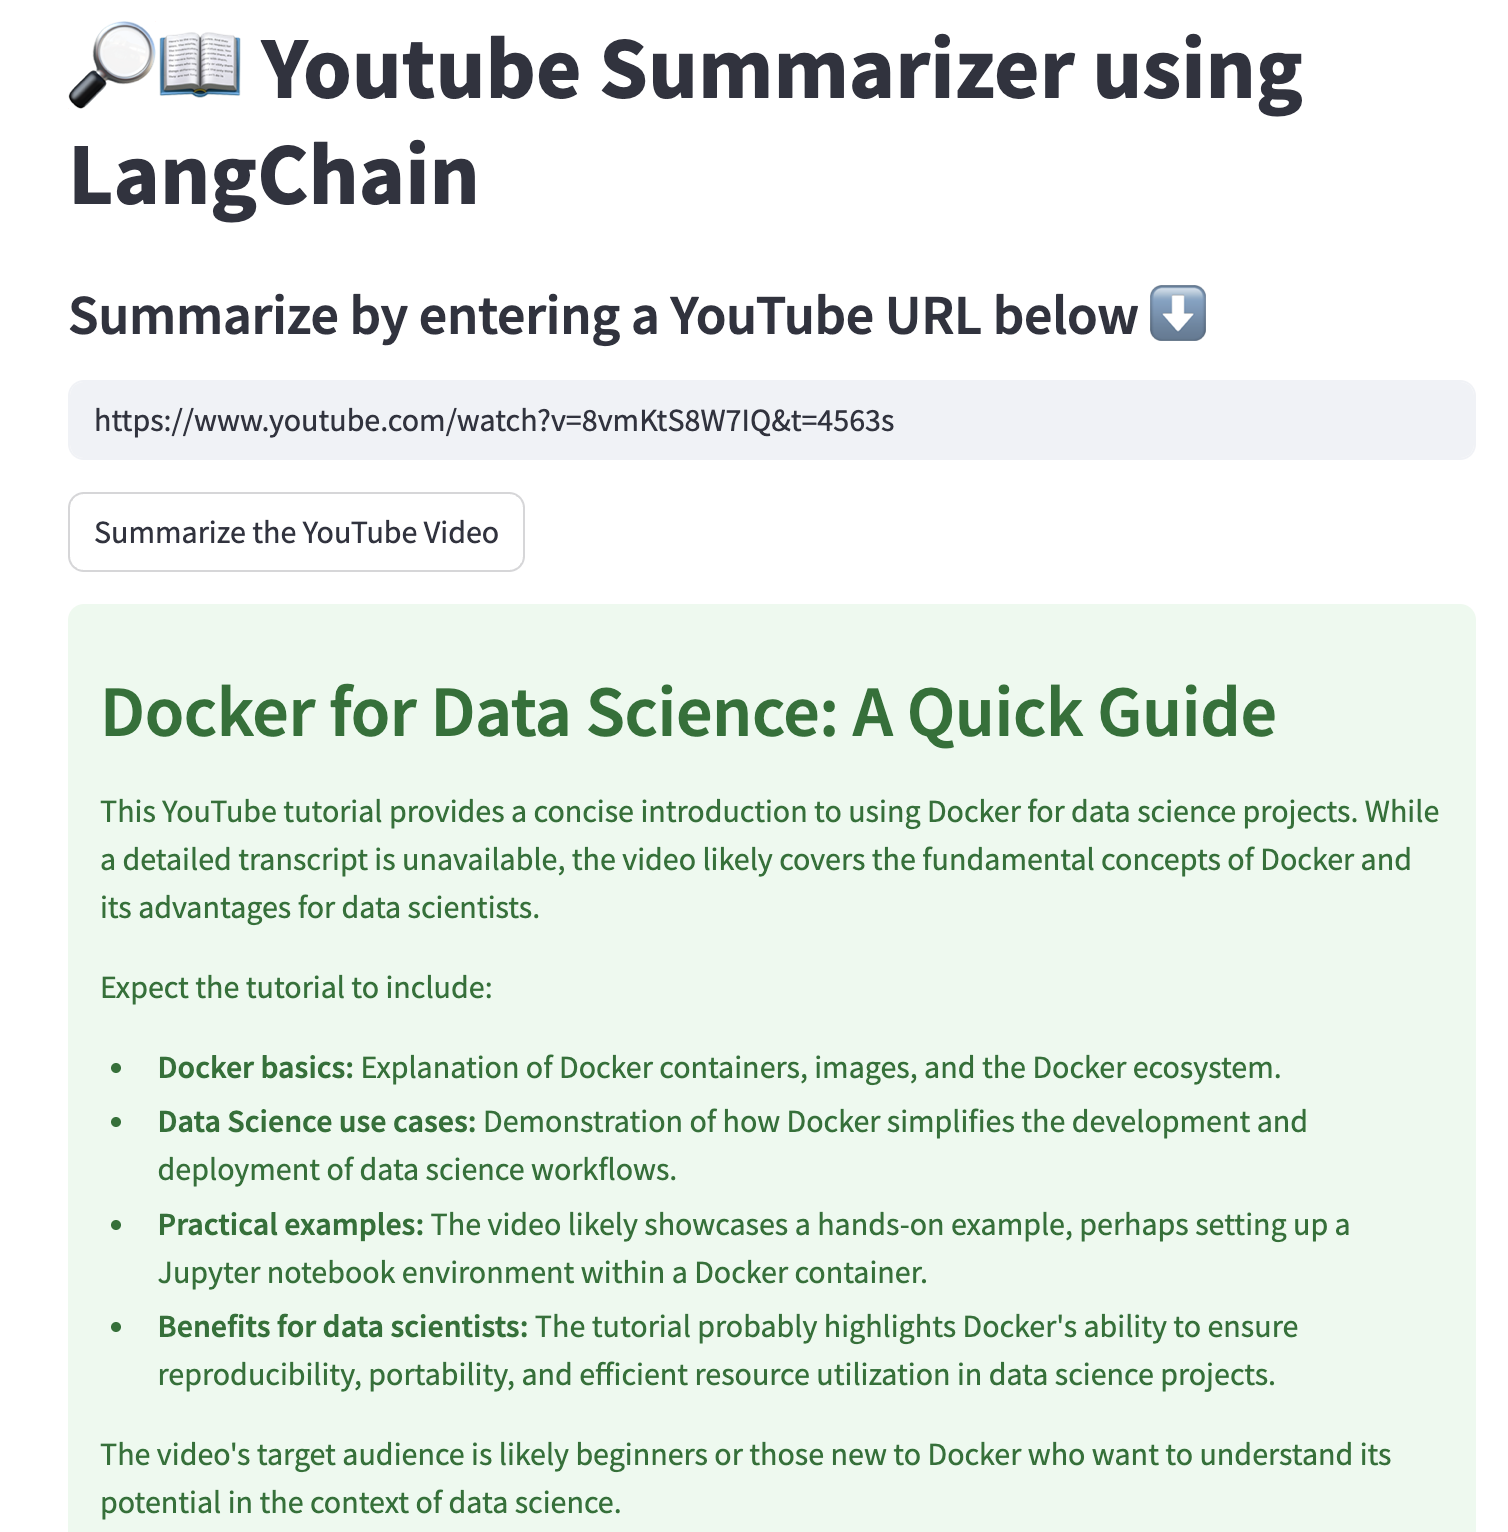 🔎📖 Youtube Summarizer using
LangChain
Summarize by entering a YouTube URL below ⬇️
https://www.youtube.com/watch?v=8vmKtS8W7IQ&t=4563s
Summarize the YouTube Video
Docker for Data Science: A Quick Guide
This YouTube tutorial provides a concise introduction to using Docker for data science projects. While
a detailed transcript is unavailable, the video likely covers the fundamental concepts of Docker and
its advantages for data scientists.
Expect the tutorial to include:
• Docker basics: Explanation of Docker containers, images, and the Docker ecosystem.
• Data Science use cases: Demonstration of how Docker simplifies the development and
deployment of data science workflows.
• Practical examples: The video likely showcases a hands-on example, perhaps setting up a
Jupyter notebook environment within a Docker container.
• Benefits for data scientists: The tutorial probably highlights Docker's ability to ensure
reproducibility, portability, and efficient resource utilization in data science projects.
The video's target audience is likely beginners or those new to Docker who want to understand its
potential in the context of data science.